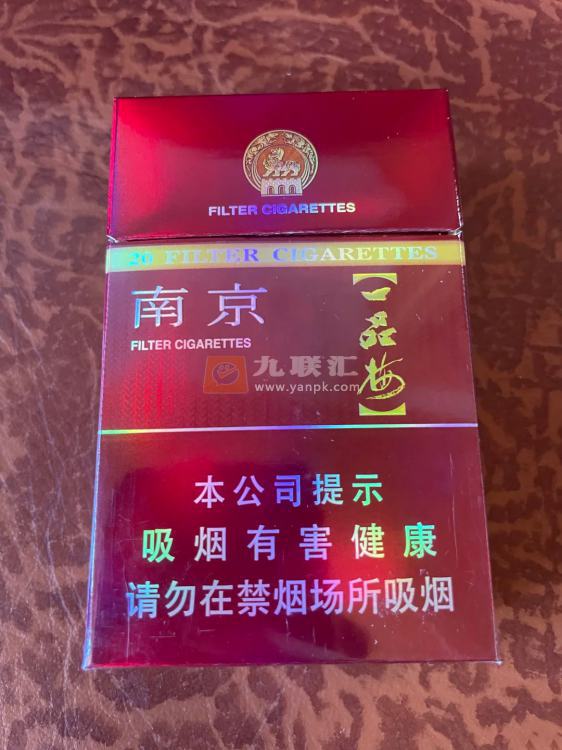 FILTER CIGARETTES
20 FILTER CIGARETTES
南京
FILTER CIGARETTES
【一品梅】
九联汇
www.yanpk.com
本公司提示
吸烟有害健康
请勿在禁烟场所吸烟